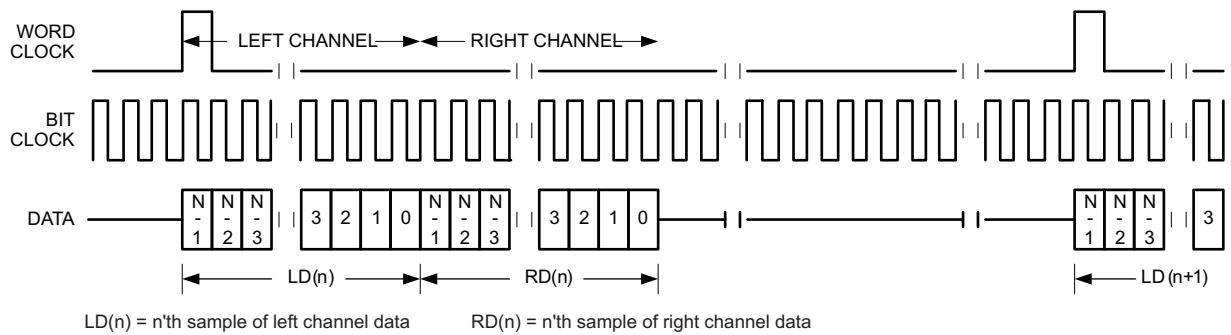 WORD
CLOCK
LEFT CHANNEL
RIGHT CHANNEL
BIT
CLOCK
DATA
N
-
1
N
-
2
N
-
3
3
2
1
0
N
-
1
N
-
2
N
-
3
3
2
1
0
N
-
1
N
-
2
N
-
3
3
LD(n)
RD(n)
LD (n+1)
LD(n) = n'th sample of left channel data
RD(n) = n'th sample of right channel data